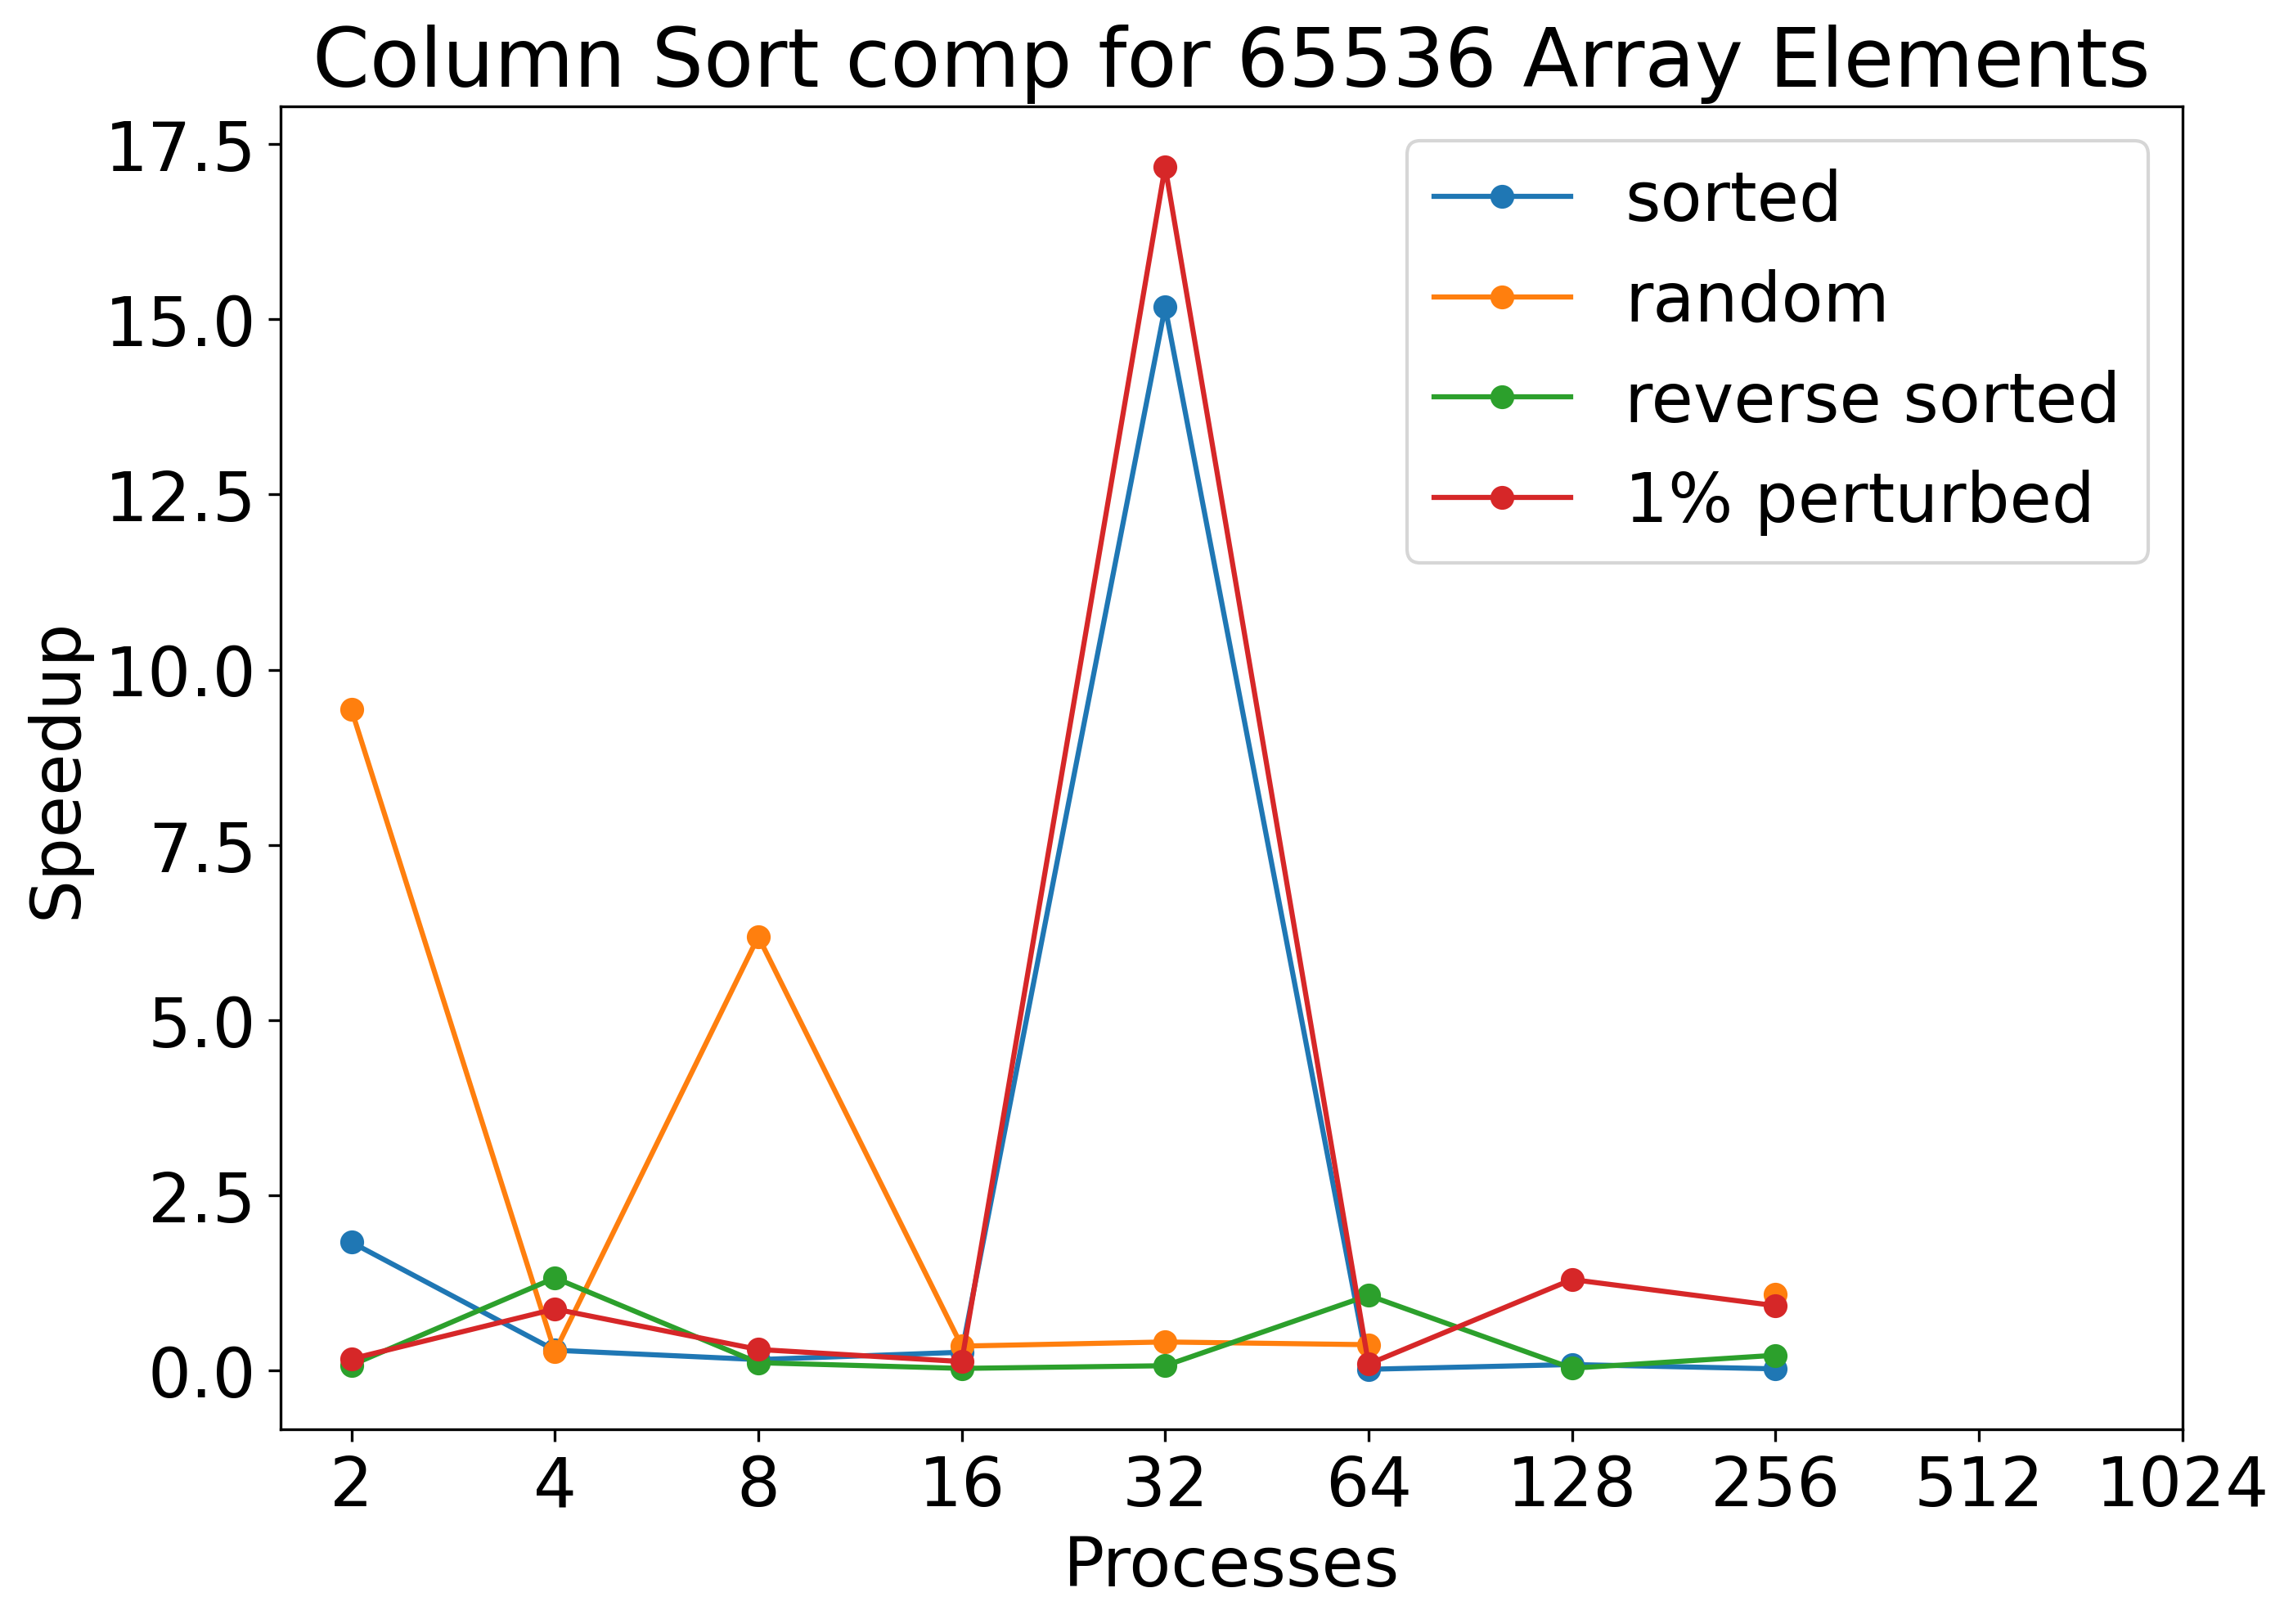 Column Sort comp for 65536 Array Elements
17.5
15.0
12.5
10.0
7.5
5.0
2.5
0.0
Speedup
sorted
random
reverse sorted
1% perturbed
2 4 8 16 32 64 128 256 512 1024
Processes